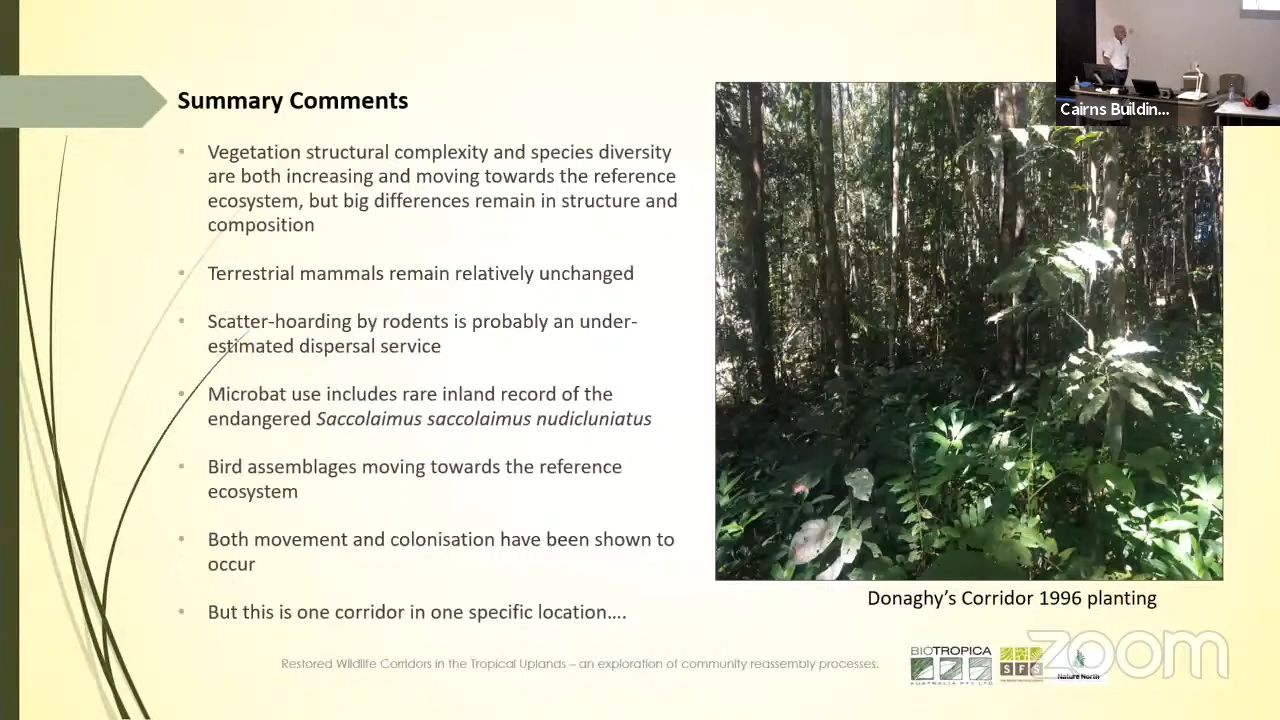 Summary Comments
Vegetation structural complexity and species diversity
are both increasing and moving towards the reference
ecosystem, but big differences remain in structure and
composition
Terrestrial mammals remain relatively unchanged
Scatter-hoarding by rodents is probably an under-
estimated dispersal service
Microbat use includes rare inland record of the
endangered Saccolaimus saccolaimus nudicluniatus
Bird assemblages moving towards the reference
ecosystem
Both movement and colonisation have been shown to
occur
But this is one corridor in one specific location....
Cairns Buildin...
Donaghy's Corridor 1996 planting
Restored Wildlife Corridors in the Tropical Uplands – an exploration of community reassembly processes.
BIOTROPICA
AUSTRALIA PTY LTD
SFS
Nature North
zoom